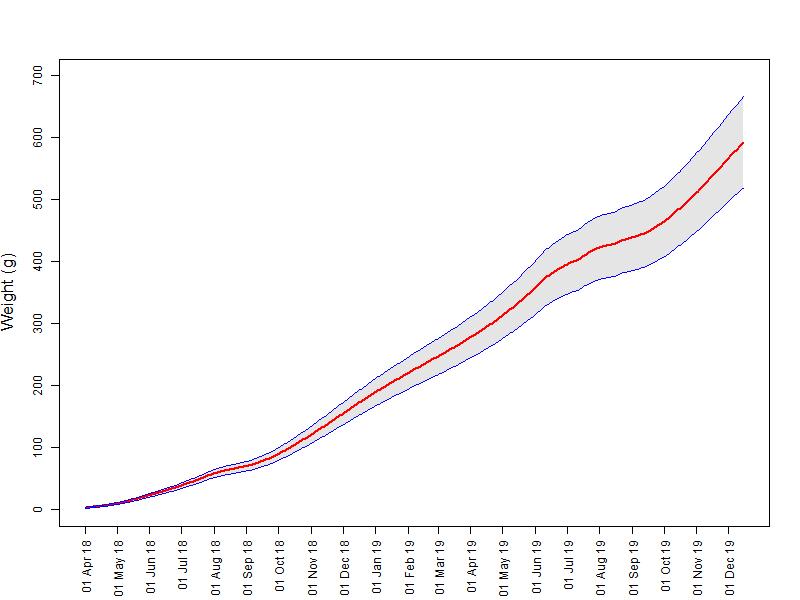 700
600
500
400
300
200
100
0
Weight (g)
01 Apr 18
01 May 18
01 Jun 18
01 Jul 18
01 Aug 18
01 Sep 18
01 Oct 18
01 Nov 18
01 Dec 18
01 Jan 19
01 Feb 19
01 Mar 19
01 Apr 19
01 May 19
01 Jun 19
01 Jul 19
01 Aug 19
01 Sep 19
01 Oct 19
01 Nov 19
01 Dec 19